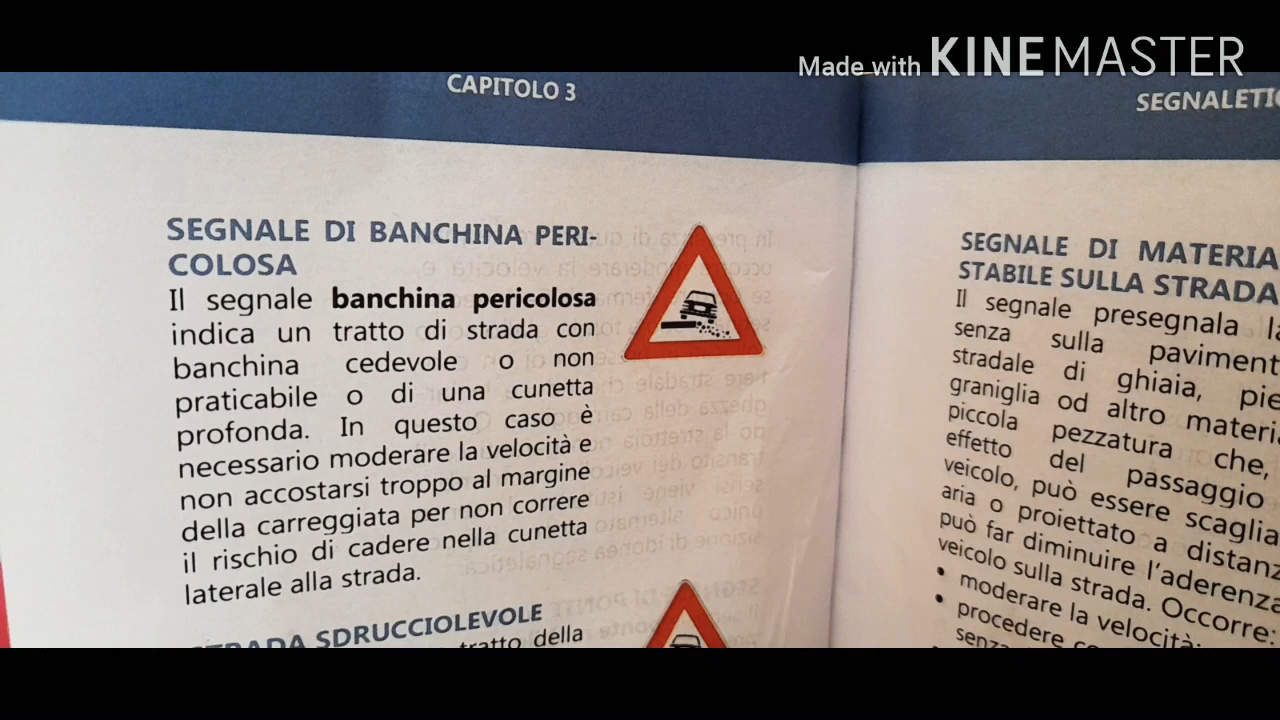 Made with KINEMASTER
CAPITOLO 3
SEGNALE DI BANCHINA PERI-
COLOSA
Il segnale banchina pericolosa
indica un tratto di strada con
banchina cedevole o non
praticabile o di una cunetta
profonda. In questo caso è
necessario moderare la velocità e
non accostarsi troppo al margine
della carreggiata per non correre
il rischio di cadere nella cunetta
laterale alla strada.
STRADA SDRUCCIOLEVOLE
tratto della
SEGNALETIC
SEGNALE DI MATERIA
STABILE SULLA STRADA
Il segnale presegnala la
senza sulla paviment
stradale di ghiaia, pie
graniglia od altro materia
piccola pezzatura che,
effetto del passaggio
veicolo, può essere scaglia
aria o proiettato a distanz
può far diminuire l'aderenza
veicolo sulla strada. Occorre:
• moderare la velocità;
• procedere co
senza